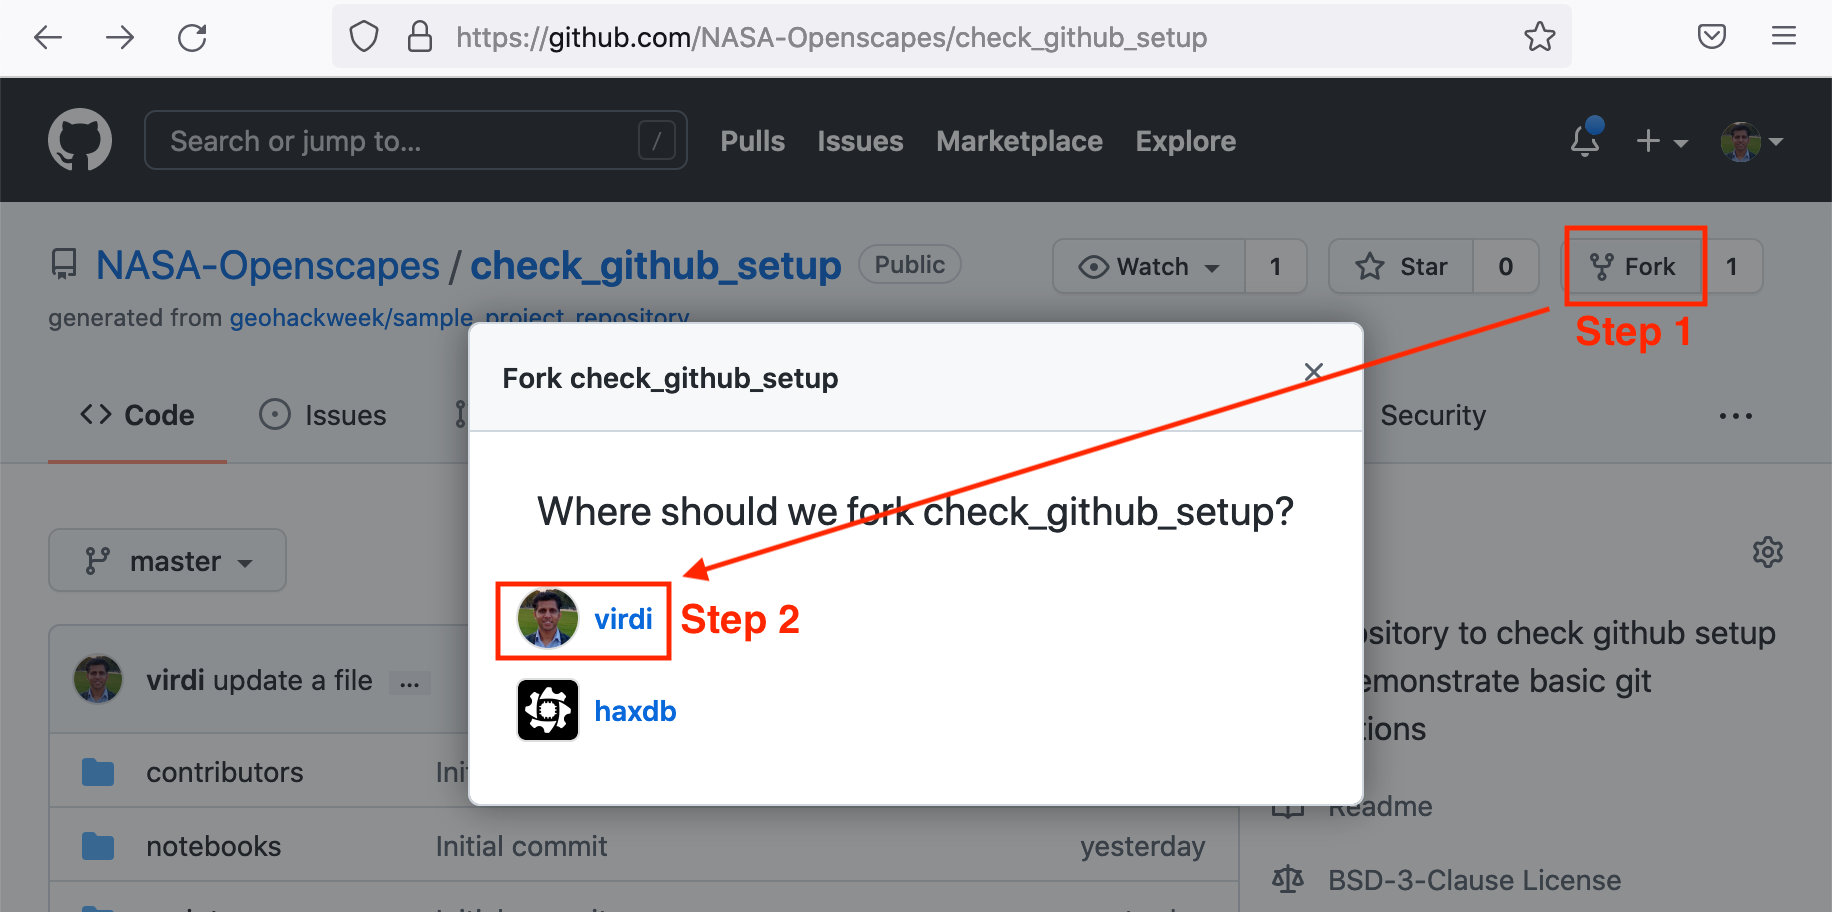 https://github.com/NASA-Openscapes/check_github_setup
Search or jump to... / Pulls Issues Marketplace Explore
NASA-Openscapes / check_github_setup Public Watch 1 Star 0 Fork 1
generated from geohackweek/sample_project_repository
Step 1
Fork check_github_setup
Code Issues Security ...
Where should we fork check_github_setup?
master
virdi Step 2
sitory to check github setup
virdi update a file ...
monstrate basic git
haxdb
tions
contributors Ini
Readme
notebooks Initial commit yesterday
BSD-3-Clause License